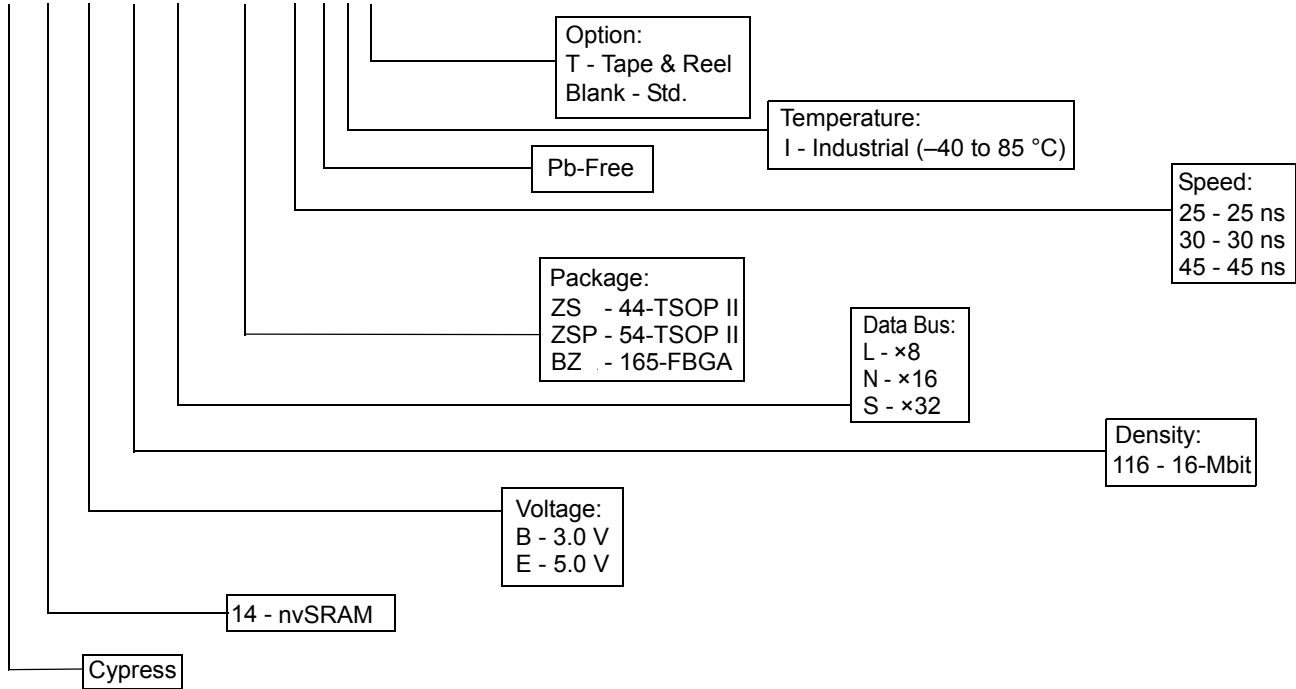 Option:
T - Tape & Reel
Blank - Std.
Temperature:
I - Industrial (–40 to 85 °C)
Pb-Free
Speed:
25 - 25 ns
30 - 30 ns
45 - 45 ns
Package:
ZS - 44-TSOP II
ZSP - 54-TSOP II
BZ - 165-FBGA
Data Bus:
L - ×8
N - ×16
S - ×32
Density:
116 - 16-Mbit
Voltage:
B - 3.0 V
E - 5.0 V
14 - nvSRAM
Cypress